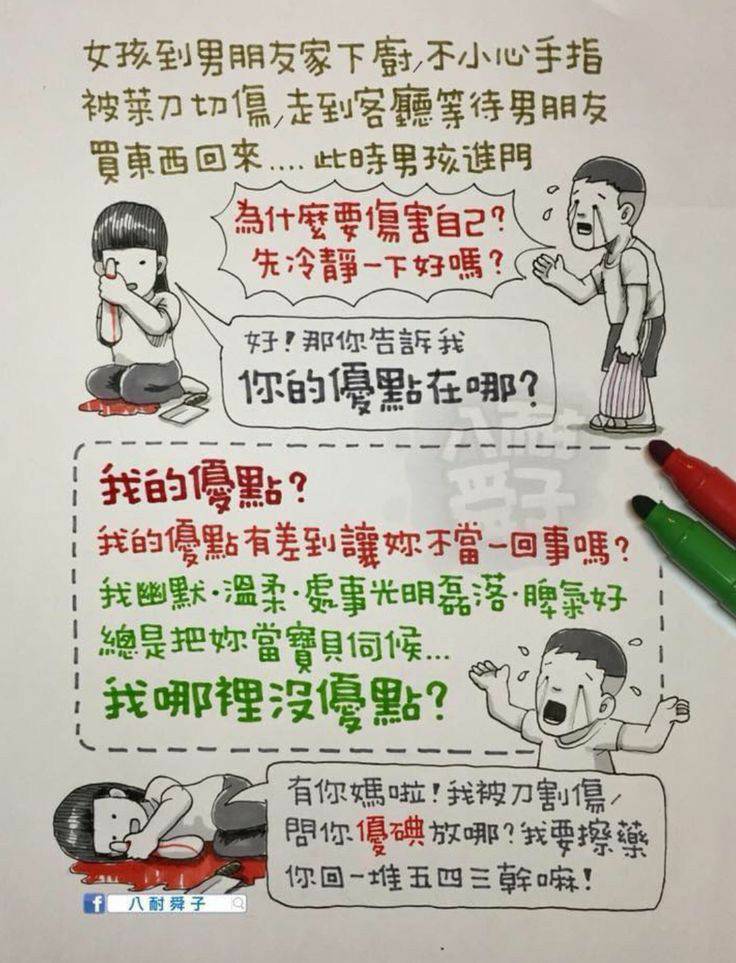 女孩到男朋友家下廚,不小心手指
被菜刀切傷,走到客廳等待男朋友
買東西回來.... 此時男孩進門
為什麼要傷害自己?
先冷靜一下好嗎?
好!那你告訴我
你的優點在哪?
八耐
舜子
我的優點?
我的優點有差到讓妳不當一回事嗎?
我幽默·溫柔·處事光明磊落·脾氣好
總是把妳當寶貝伺候...
我哪裡沒優點?
有你媽啦!我被刀割傷,
問你優碘放哪?我要擦藥
你回一堆五四三幹嘛!
f 八耐舜子